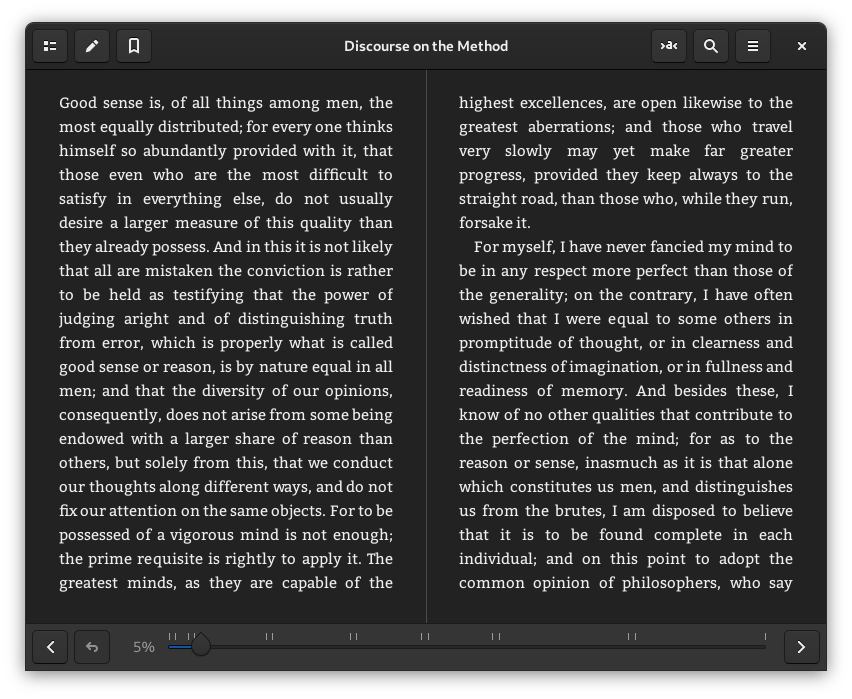 Discourse on the Method
›a‹
Good sense is, of all things among men, the
most equally distributed; for every one thinks
himself so abundantly provided with it, that
those even who are the most difficult to
satisfy in everything else, do not usually
desire a larger measure of this quality than
they already possess. And in this it is not likely
that all are mistaken the conviction is rather
to be held as testifying that the power of
judging aright and of distinguishing truth
from error, which is properly what is called
good sense or reason, is by nature equal in all
men; and that the diversity of our opinions,
consequently, does not arise from some being
endowed with a larger share of reason than
others, but solely from this, that we conduct
our thoughts along different ways, and do not
fix our attention on the same objects. For to be
possessed of a vigorous mind is not enough;
the prime requisite is rightly to apply it. The
greatest minds, as they are capable of the
highest excellences, are open likewise to the
greatest aberrations; and those who travel
very slowly may yet make far greater
progress, provided they keep always to the
straight road, than those who, while they run,
forsake it.
For myself, I have never fancied my mind to
be in any respect more perfect than those of
the generality; on the contrary, I have often
wished that I were equal to some others in
promptitude of thought, or in clearness and
distinctness of imagination, or in fullness and
readiness of memory. And besides these, I
know of no other qualities that contribute to
the perfection of the mind; for as to the
reason or sense, inasmuch as it is that alone
which constitutes us men, and distinguishes
us from the brutes, I am disposed to believe
that it is to be found complete in each
individual; and on this point to adopt the
common opinion of philosophers, who say
5%